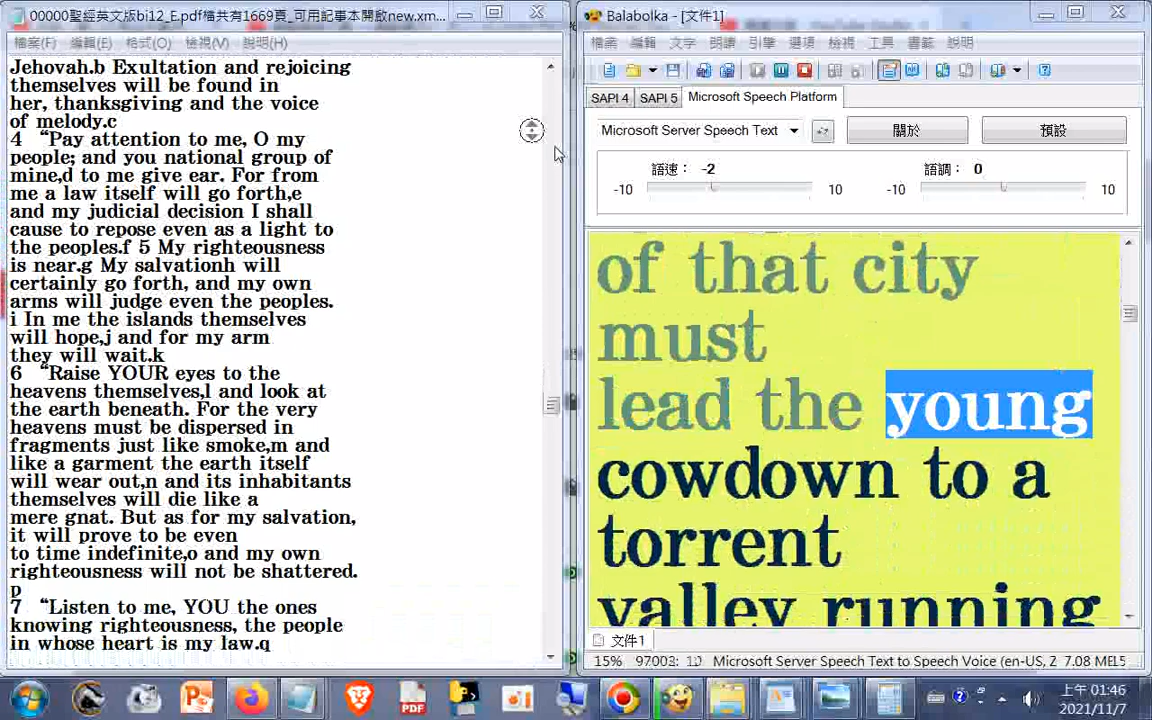 00000聖經英文版bi12_E.pdf檔共有1669頁_可用記事本開啟new.xm...
檔案(F) 編輯(E) 格式(O) 檢視(V) 說明(H)
Jehovah.b Exultation and rejoicing
themselves will be found in
her, thanksgiving and the voice
of melody.c
4 “Pay attention to me, O my
people; and you national group of
mine,d to me give ear. For from
me a law itself will go forth,e
and my judicial decision I shall
cause to repose even as a light to
the peoples.f 5 My righteousness
is near.g My salvationh will
certainly go forth, and my own
arms will judge even the peoples.
i In me the islands themselves
will hope,j and for my arm
they will wait.k
6 “Raise YOUR eyes to the
heavens themselves,l and look at
the earth beneath. For the very
heavens must be dispersed in
fragments just like smoke,m and
like a garment the earth itself
will wear out,n and its inhabitants
themselves will die like a
mere gnat. But as for my salvation,
it will prove to be even
to time indefinite,o and my own
righteousness will not be shattered.
p
7 “Listen to me, YOU the ones
knowing righteousness, the people
in whose heart is my law.q
Balabolka - [文件1]
檔案 編輯 文字 朗讀 引擎 選項 檢視 工具 書籤 說明
SAPI 4 SAPI 5 Microsoft Speech Platform
Microsoft Server Speech Text 關於 預設
語速： -2 語調： 0
-10 10 -10 10
of that city
must
lead the young
cowdown to a
torrent
valley running
文件1
15% Microsoft Server Speech Text to Speech Voice (en-US, Z 7.08 МБ
PDF
上午 01:46
2021/11/7